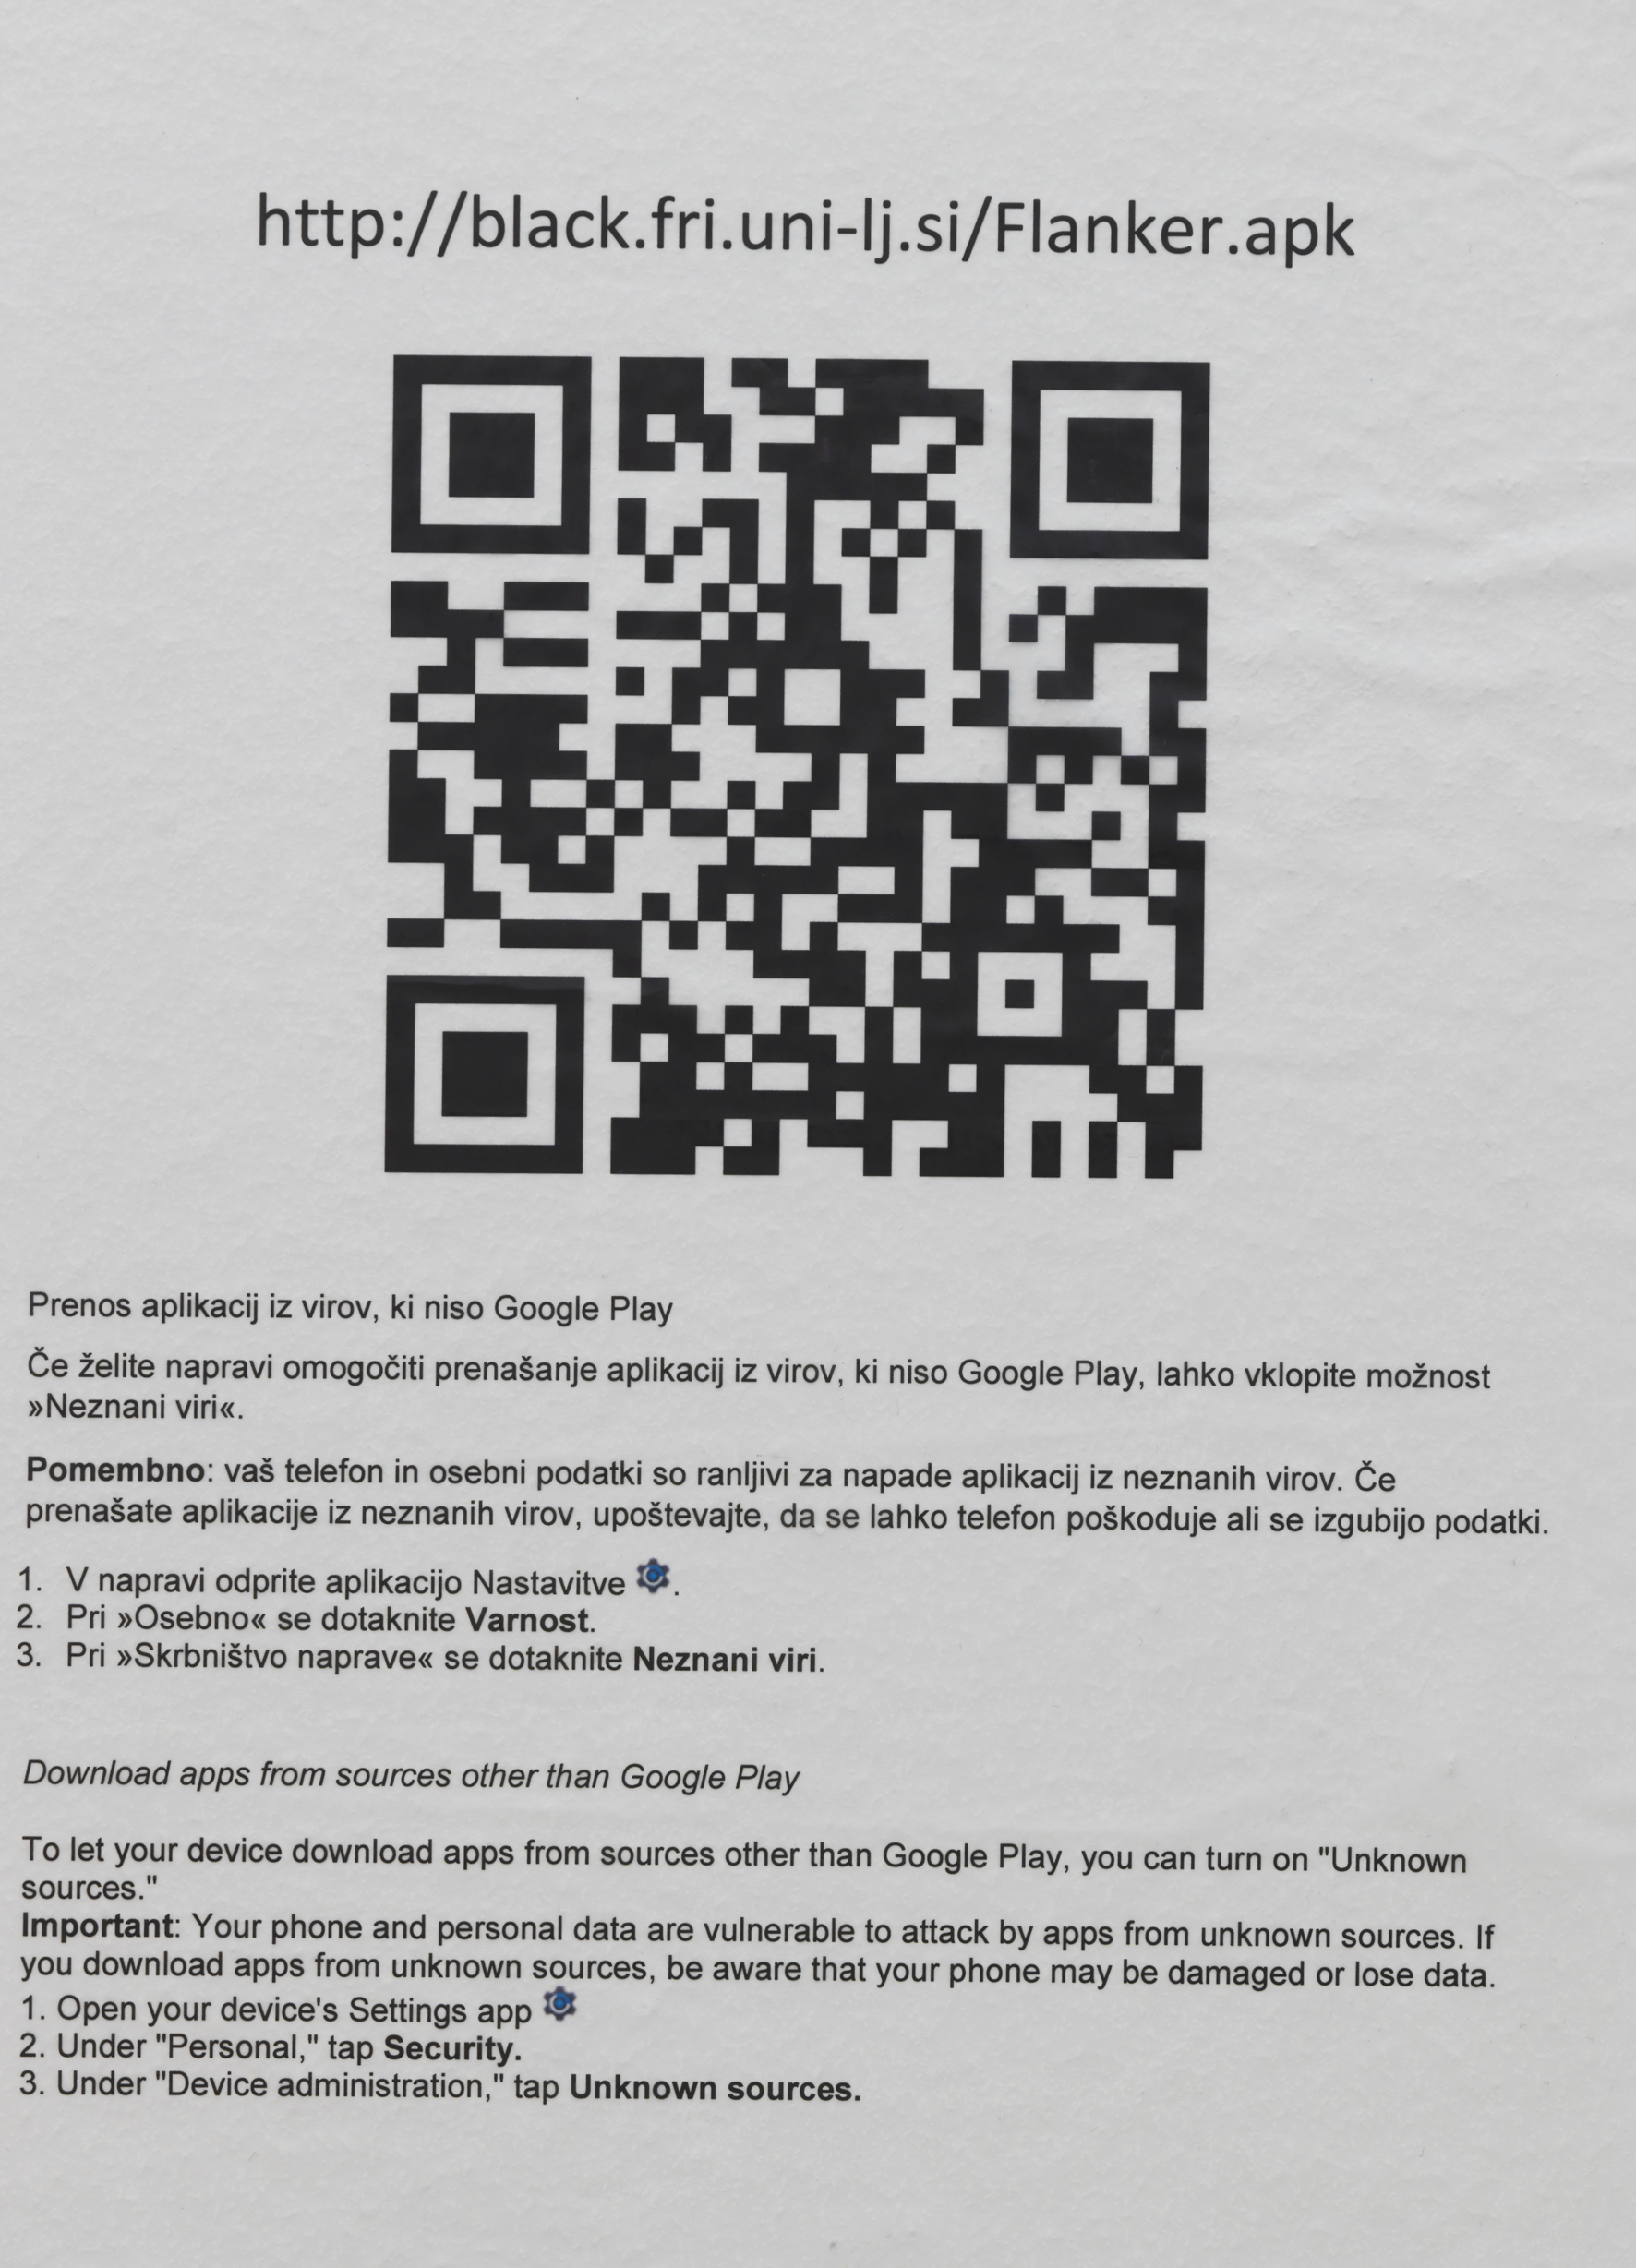 http://black.fri.uni-lj.si/Flanker.apk
Prenos aplikacij iz virov, ki niso Google Play
Če želite napravi omogočiti prenašanje aplikacij iz virov, ki niso Google Play, lahko vklopite možnost
»Neznani viri«.
Pomembno: vaš telefon in osebni podatki so ranljivi za napade aplikacij iz neznanih virov. Če
prenašate aplikacije iz neznanih virov, upoštevajte, da se lahko telefon poškoduje ali se izgubijo podatki.
1. V napravi odprite aplikacijo Nastavitve .
2. Pri »Osebno« se dotaknite Varnost.
3. Pri »Skrbništvo naprave« se dotaknite Neznani viri.
Download apps from sources other than Google Play
To let your device download apps from sources other than Google Play, you can turn on "Unknown
sources."
Important: Your phone and personal data are vulnerable to attack by apps from unknown sources. If
you download apps from unknown sources, be aware that your phone may be damaged or lose data.
1. Open your device's Settings app
2. Under "Personal," tap Security.
3. Under "Device administration," tap Unknown sources.